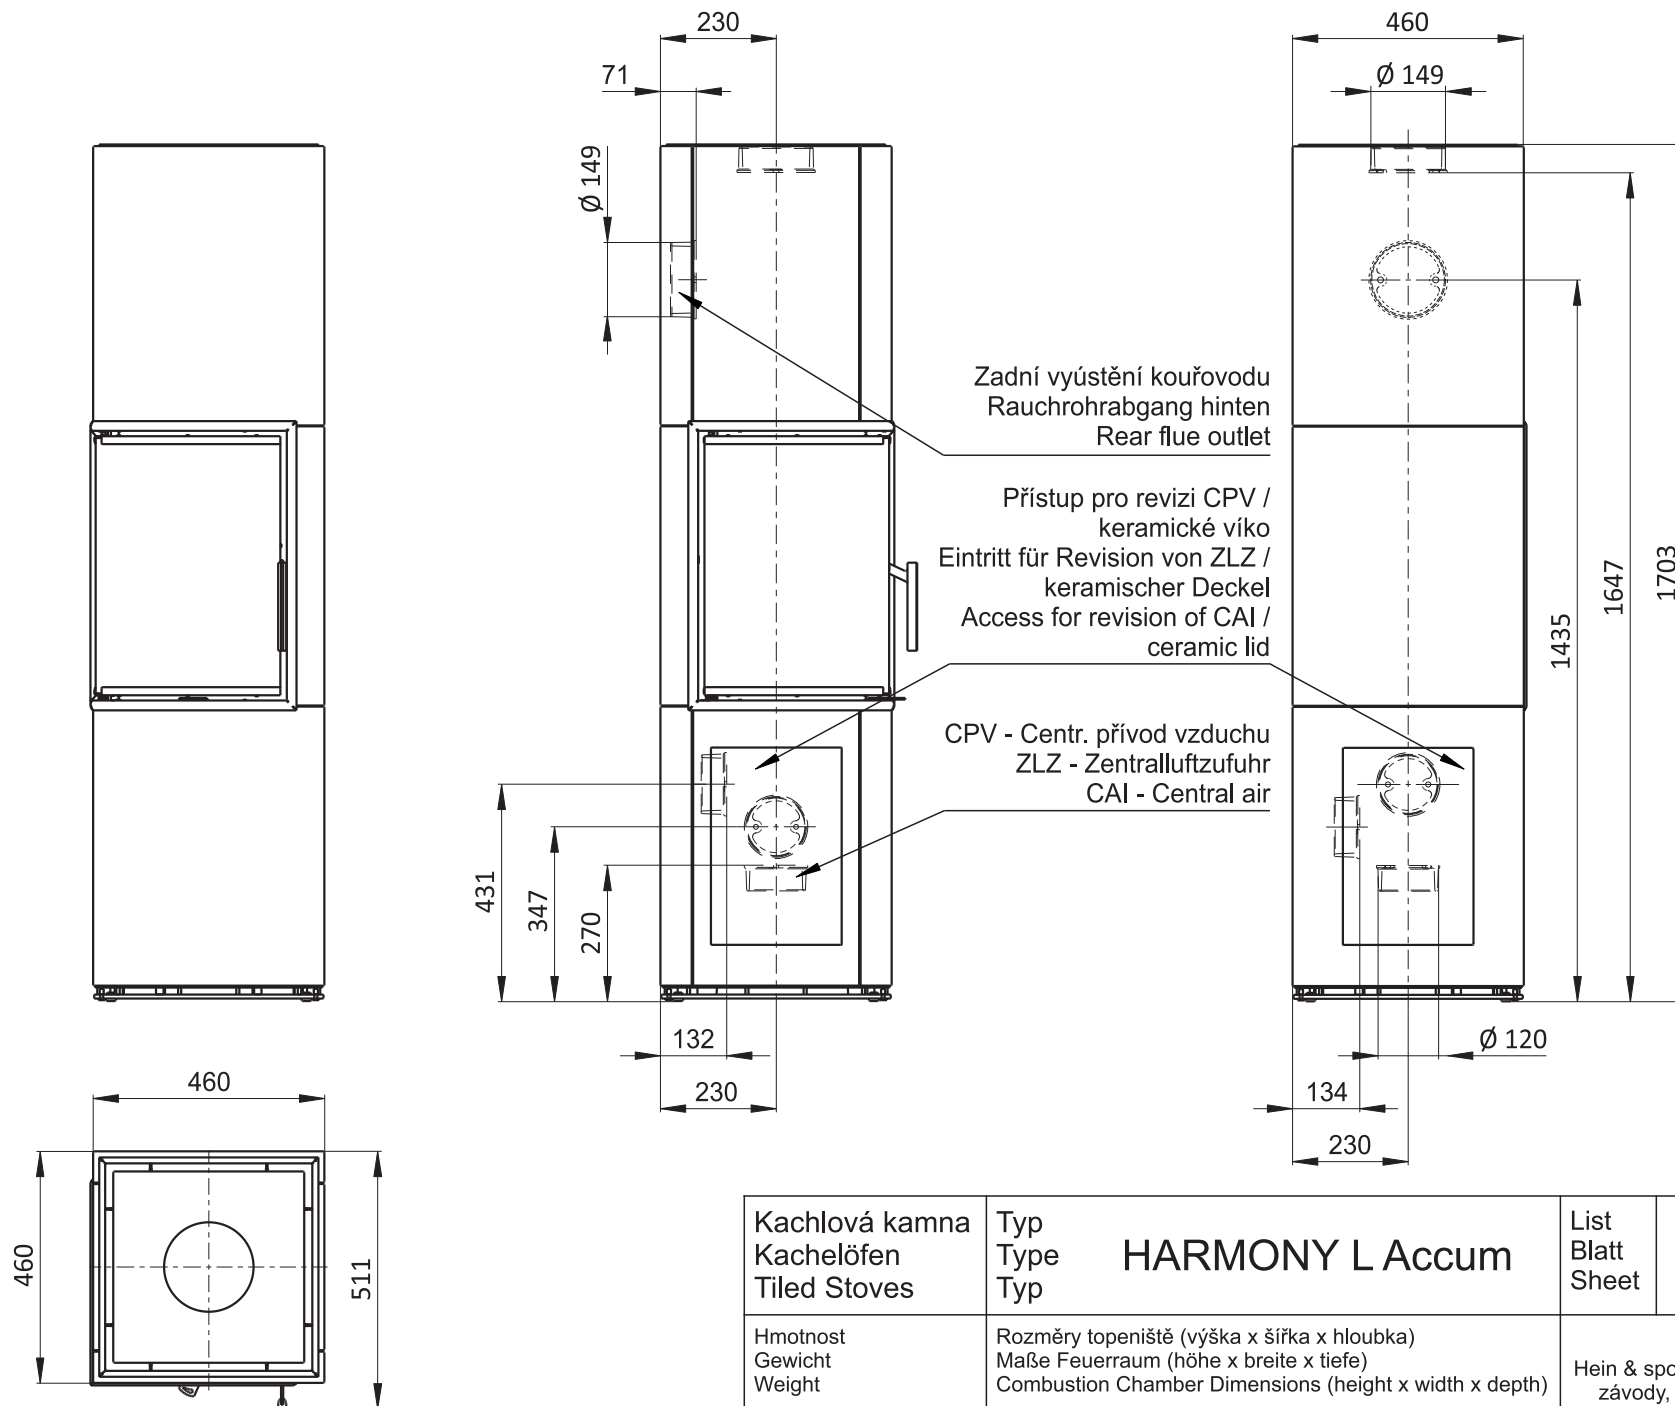 230
460
71
Ø 149
Ø 149
Zadní vyústění kouřovodu
Rauchrohrabgang hinten
Rear flue outlet
Přístup pro revizi CPV /
keramické víko
Eintritt für Revision von ZLZ /
keramischer Deckel
Access for revision of CAI /
ceramic lid
CPV - Centr. přívod vzduchu
ZLZ - Zentralluftzufuhr
CAI - Central air
1435
1647
1703
431
347
270
132
230
Ø 120
134
230
460
460
511
Kachlová kamna
Kachelöfen
Tiled Stoves
Typ
Type
Typ
HARMONY L Accum
List
Blatt
Sheet
Hmotnost
Gewicht
Weight
Rozměry topeniště (výška x šířka x hloubka)
Maße Feuerraum (höhe x breite x tiefe)
Combustion Chamber Dimensions (height x width x depth)
Hein & spo
závody,